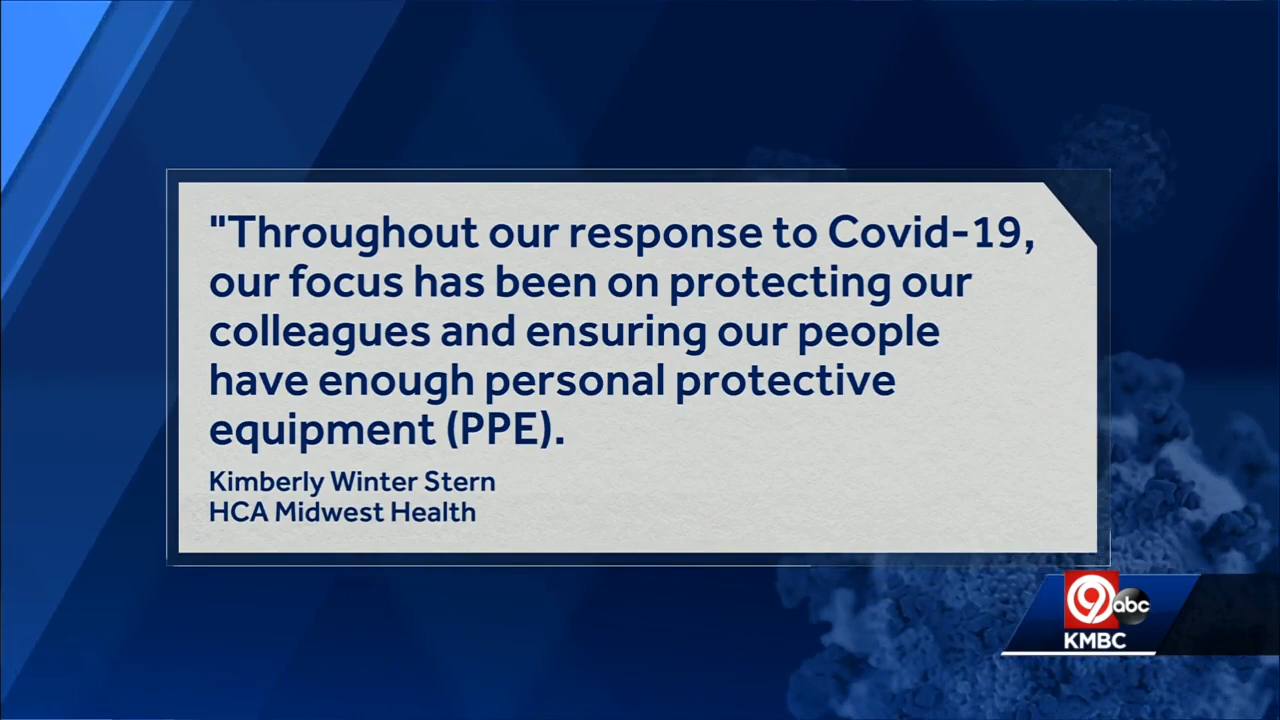 "Throughout our response to Covid-19,
our focus has been on protecting our
colleagues and ensuring our people
have enough personal protective
equipment (PPE).
Kimberly Winter Stern
HCA Midwest Health
9 abc
KMBC